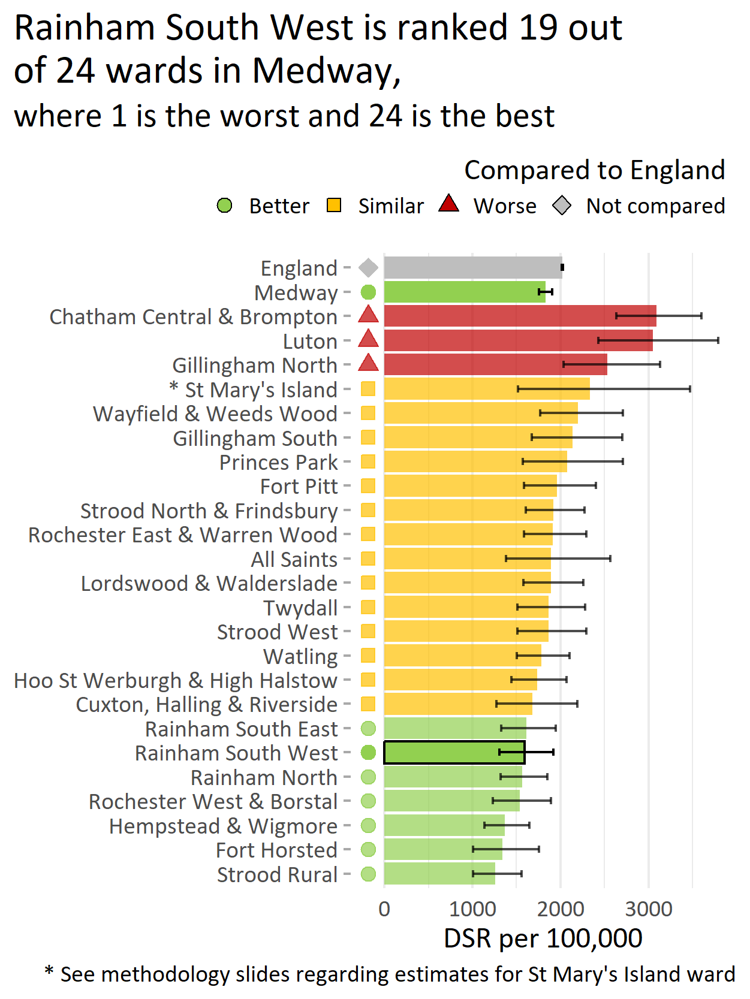 Rainham South West is ranked 19 out
of 24 wards in Medway,
where 1 is the worst and 24 is the best
Compared to England
Better Similar Worse Not compared
England
Medway
Chatham Central & Brompton
Luton
Gillingham North
* St Mary's Island
Wayfield & Weeds Wood
Gillingham South
Princes Park
Fort Pitt
Strood North & Frindsbury
Rochester East & Warren Wood
All Saints
Lordswood & Walderslade
Twydall
Strood West
Watling
Hoo St Werburgh & High Halstow
Cuxton, Halling & Riverside
Rainham South East
Rainham South West
Rainham North
Rochester West & Borstal
Hempstead & Wigmore
Fort Horsted
Strood Rural
0 1000 2000 3000
DSR per 100,000
* See methodology slides regarding estimates for St Mary's Island ward